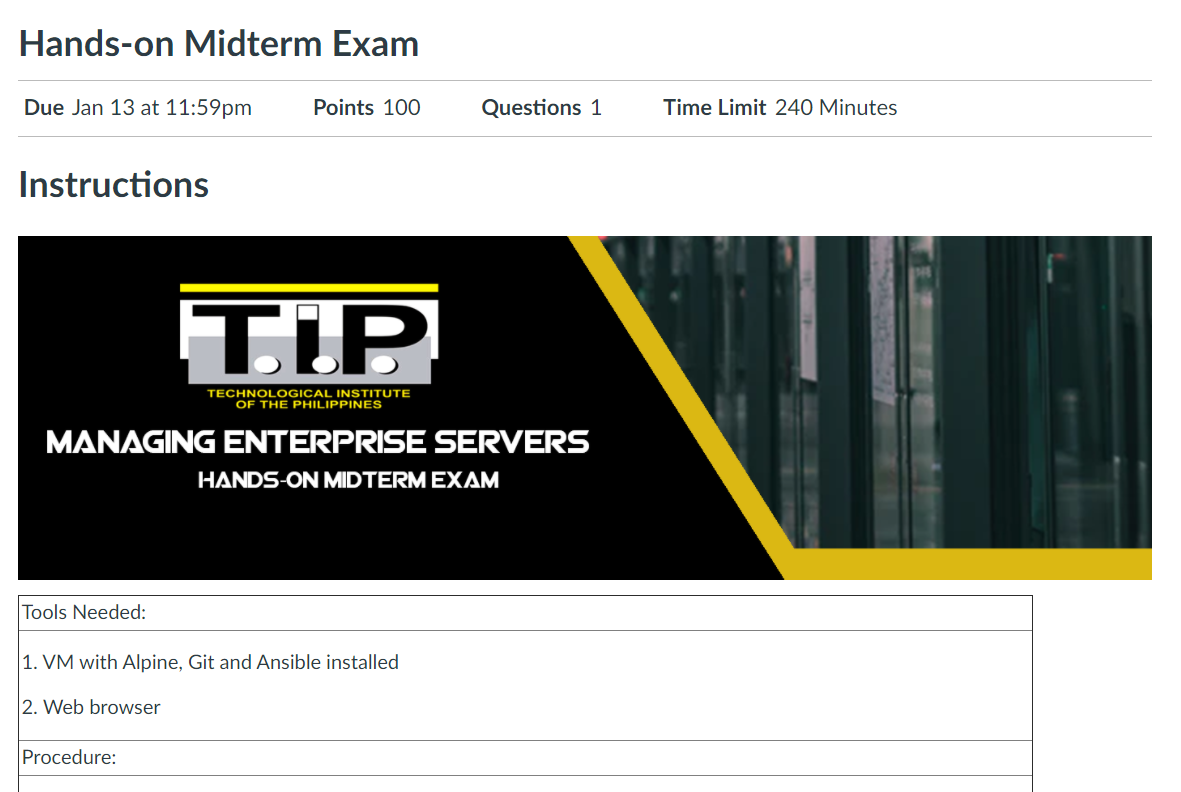 Hands-on Midterm Exam
Due Jan 13 at 11:59pm Points 100 Questions 1 Time Limit 240 Minutes
Instructions
T.I.P.
TECHNOLOGICAL INSTITUTE
OF THE PHILIPPINES
MANAGING ENTERPRISE SERVERS
HANDS-ON MIDTERM EXAM
Tools Needed:
1. VM with Alpine, Git and Ansible installed
2. Web browser
Procedure: